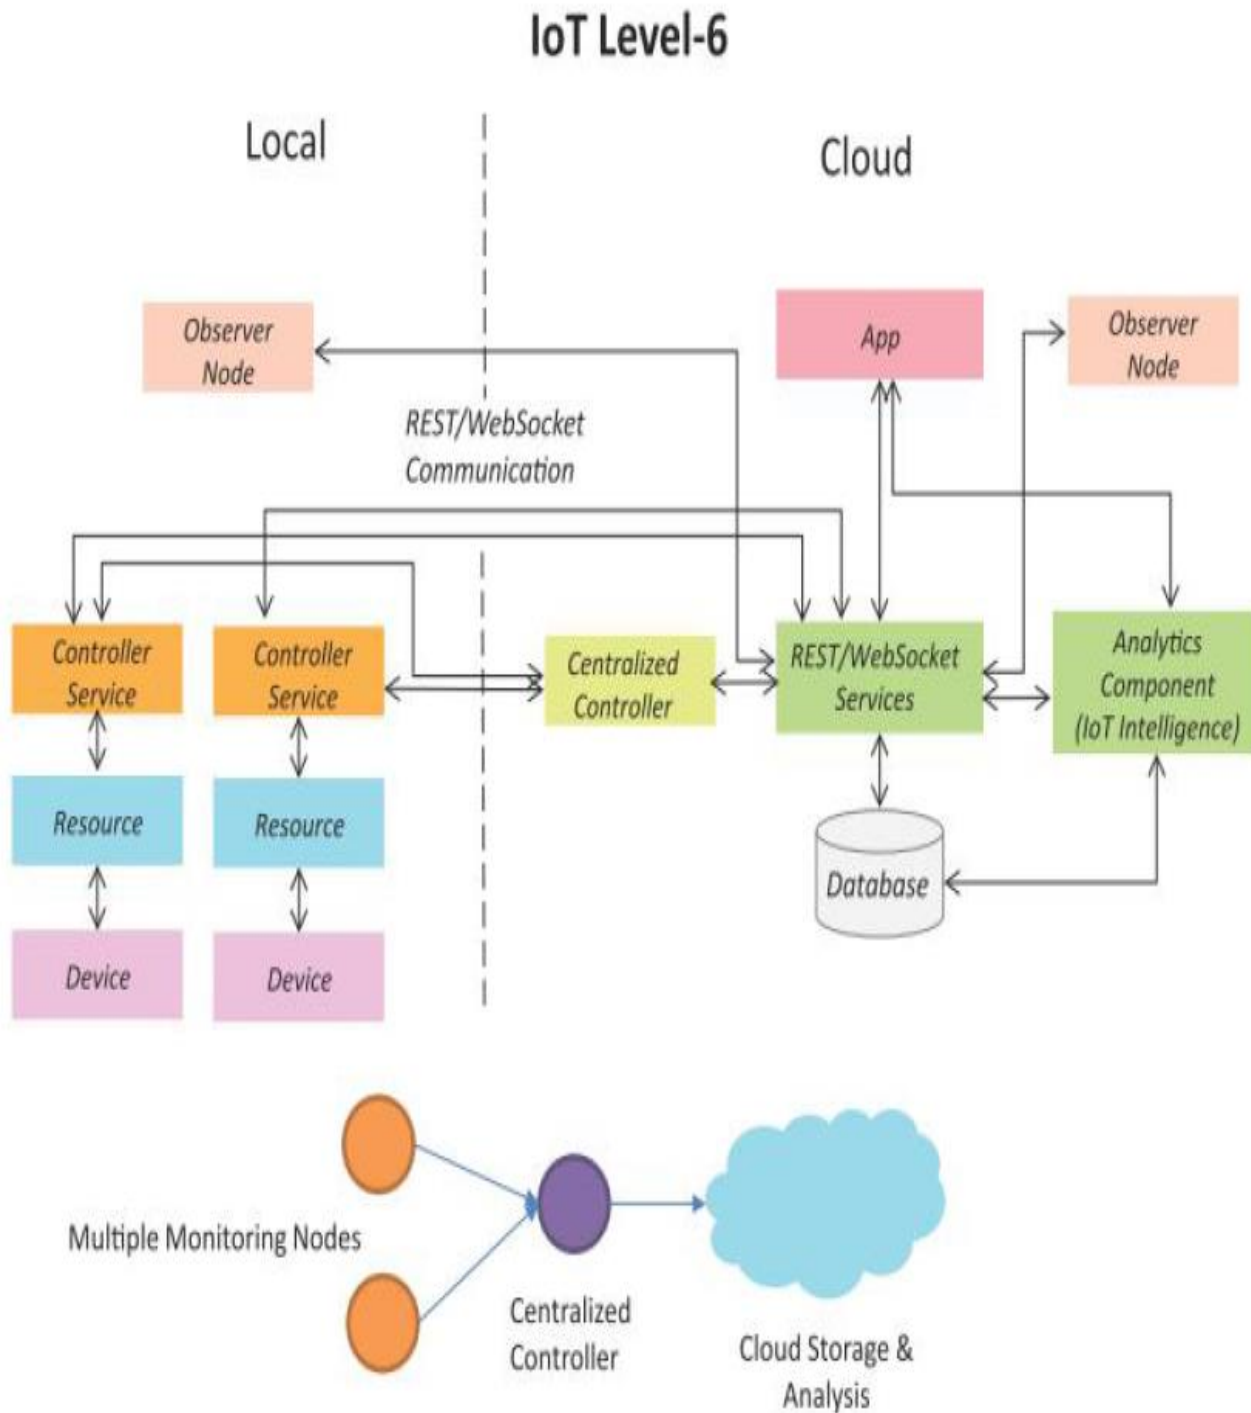 IoT Level-6
Local
Cloud
Observer
Node
App
Observer
Node
REST/WebSocket
Communication
Controller
Service
Controller
Service
Centralized
Controller
REST/WebSocket
Services
Analytics
Component
(IoT Intelligence)
Resource
Resource
Database
Device
Device
Multiple Monitoring Nodes
Centralized
Controller
Cloud Storage &
Analysis